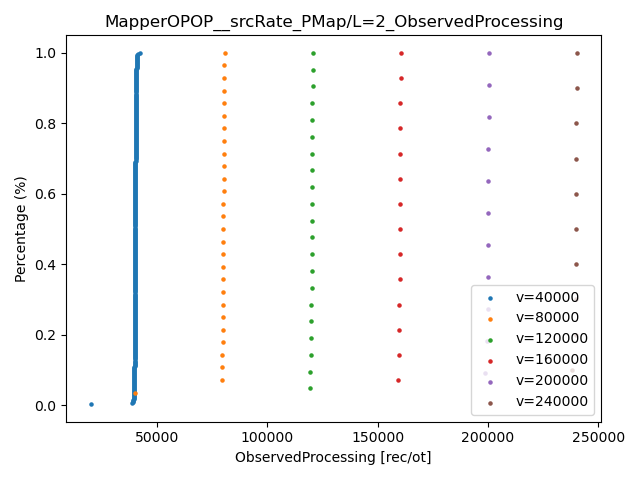 MapperOPOP__srcRate_PMap/L=2_ObservedProcessing
Percentage (%)
1.0
0.8
0.6
0.4
0.2
0.0
v=40000
v=80000
v=120000
v=160000
v=200000
v=240000
50000
100000
150000
200000
250000
ObservedProcessing [rec/ot]